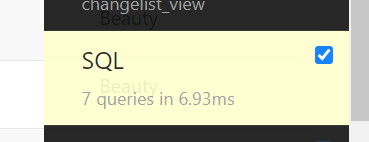 changelist_view
Beauty
SQL
Beauty
7 queries in 6.93ms